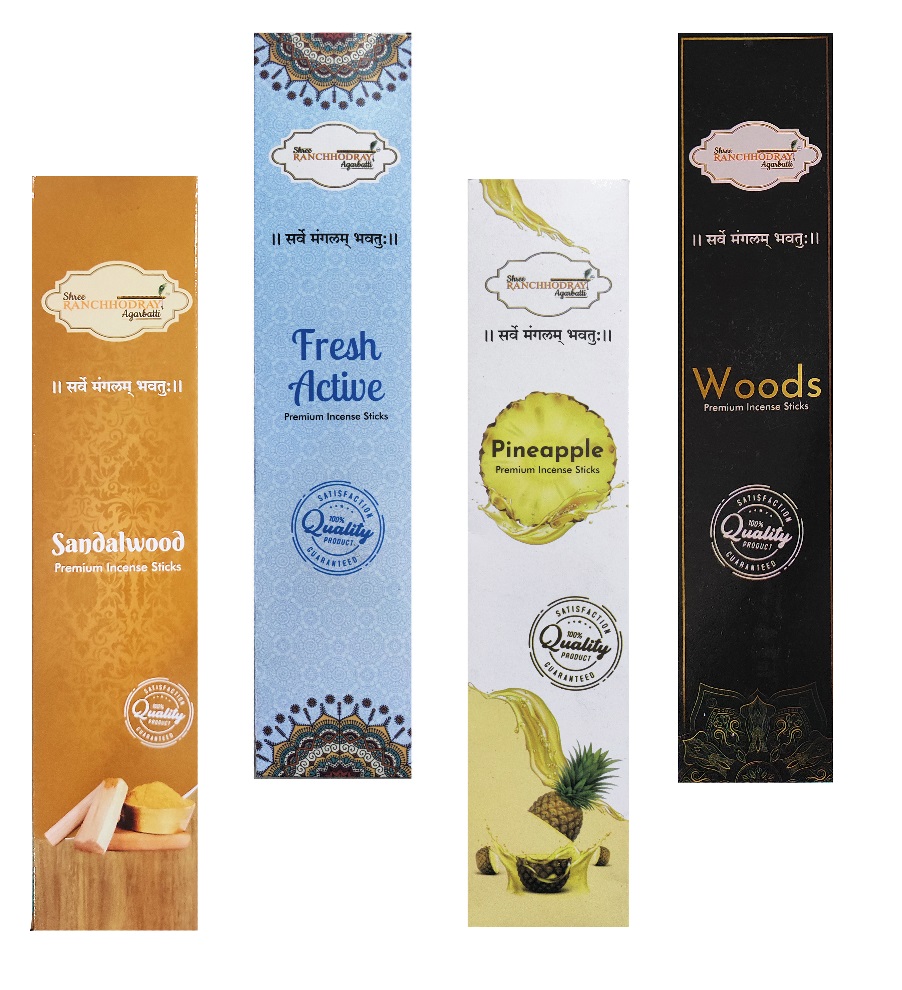 Shree
RANCHHODRAY
Agarbatti
।। सर्वे मंगलम् भवतु:।।
Sandalwood
Premium Incense Sticks
SATISFACTION
100%
Quality
PRODUCT
GUARANTEED
Shree
RANCHHODRAY
Agarbatti
।। सर्वे मंगलम् भवतु:।।
Fresh
Active
Premium Incense Sticks
SATISFACTION
100%
Quality
PRODUCT
GUARANTEED
Shree
RANCHHODRAY
Agarbatti
।। सर्वे मंगलम् भवतु:।।
Pineapple
Premium Incense Sticks
SATISFACTION
100%
Quality
PRODUCT
GUARANTEED
Shree
RANCHHODRAY
Agarbatti
।। सर्वे मंगलम् भवतु:।।
Woods
Premium Incense Sticks
SATISFACTION
100%
Quality
PRODUCT
GUARANTEED